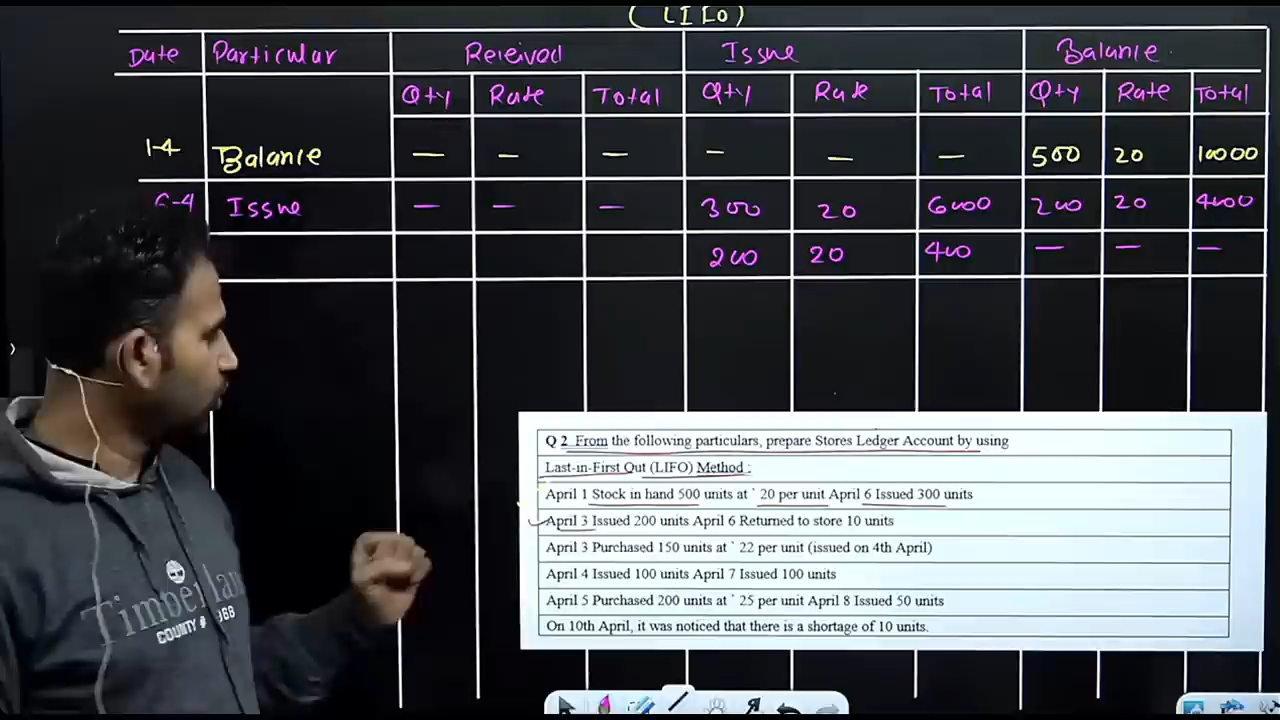 (LIFO)
Date Particular Received Issue Balance.
Qty Rate Total Qty Rate Total Qty Rate Total
1-4 Balance — — — — — — 500 20 10000
6-4 Issue — — — 300 20 6000 200 20 4000
200 20 400 — — —
Q 2 From the following particulars, prepare Stores Ledger Account by using
Last-in-First Out (LIFO) Method :
April 1 Stock in hand 500 units at ` 20 per unit April 6 Issued 300 units
April 3 Issued 200 units April 6 Returned to store 10 units
April 3 Purchased 150 units at ` 22 per unit (issued on 4th April)
April 4 Issued 100 units April 7 Issued 100 units
April 5 Purchased 200 units at ` 25 per unit April 8 Issued 50 units
On 10th April, it was noticed that there is a shortage of 10 units.
Timberlan
COUNTY # 968